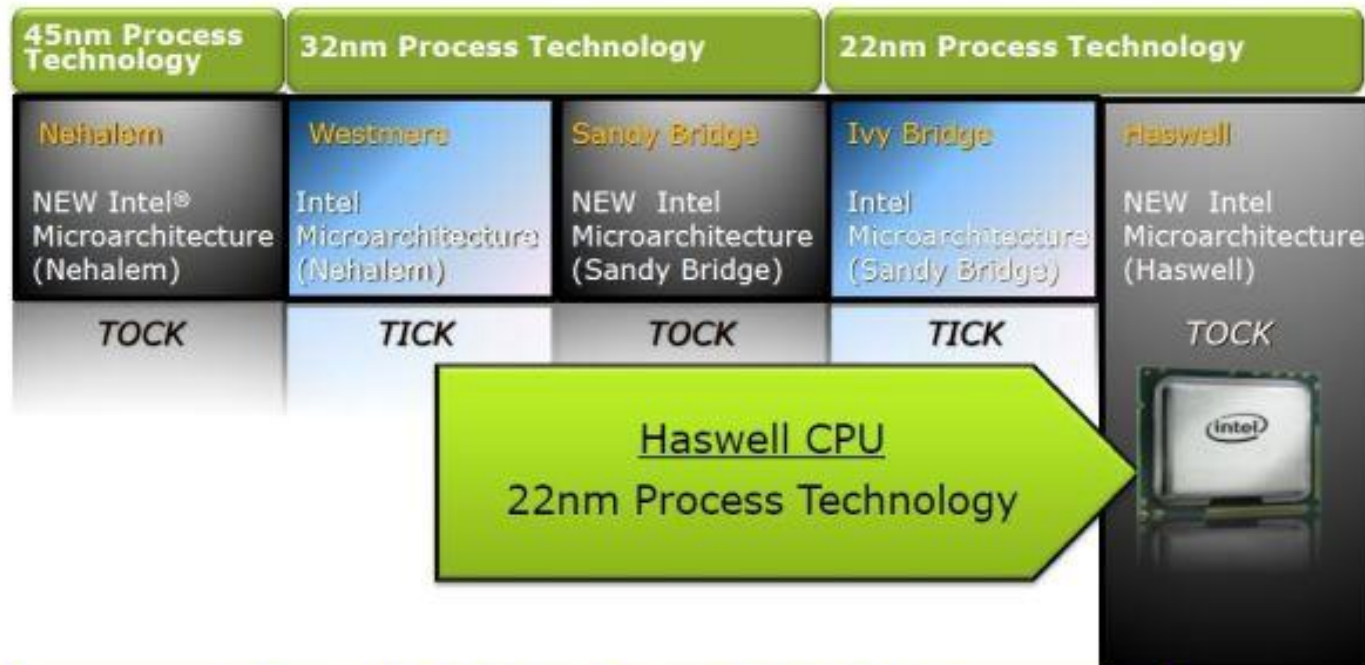 45nm Process
Technology
32nm Process Technology
22nm Process Technology
Nehalem
NEW Intel®
Microarchitecture
(Nehalem)
TOCK
Westmere
Intel
Microarchitecture
(Nehalem)
TICK
Sandy Bridge
NEW Intel
Microarchitecture
(Sandy Bridge)
TOCK
Ivy Bridge
Intel
Microarchitecture
(Sandy Bridge)
TICK
Haswell
NEW Intel
Microarchitecture
(Haswell)
TOCK
intel
Haswell CPU
22nm Process Technology